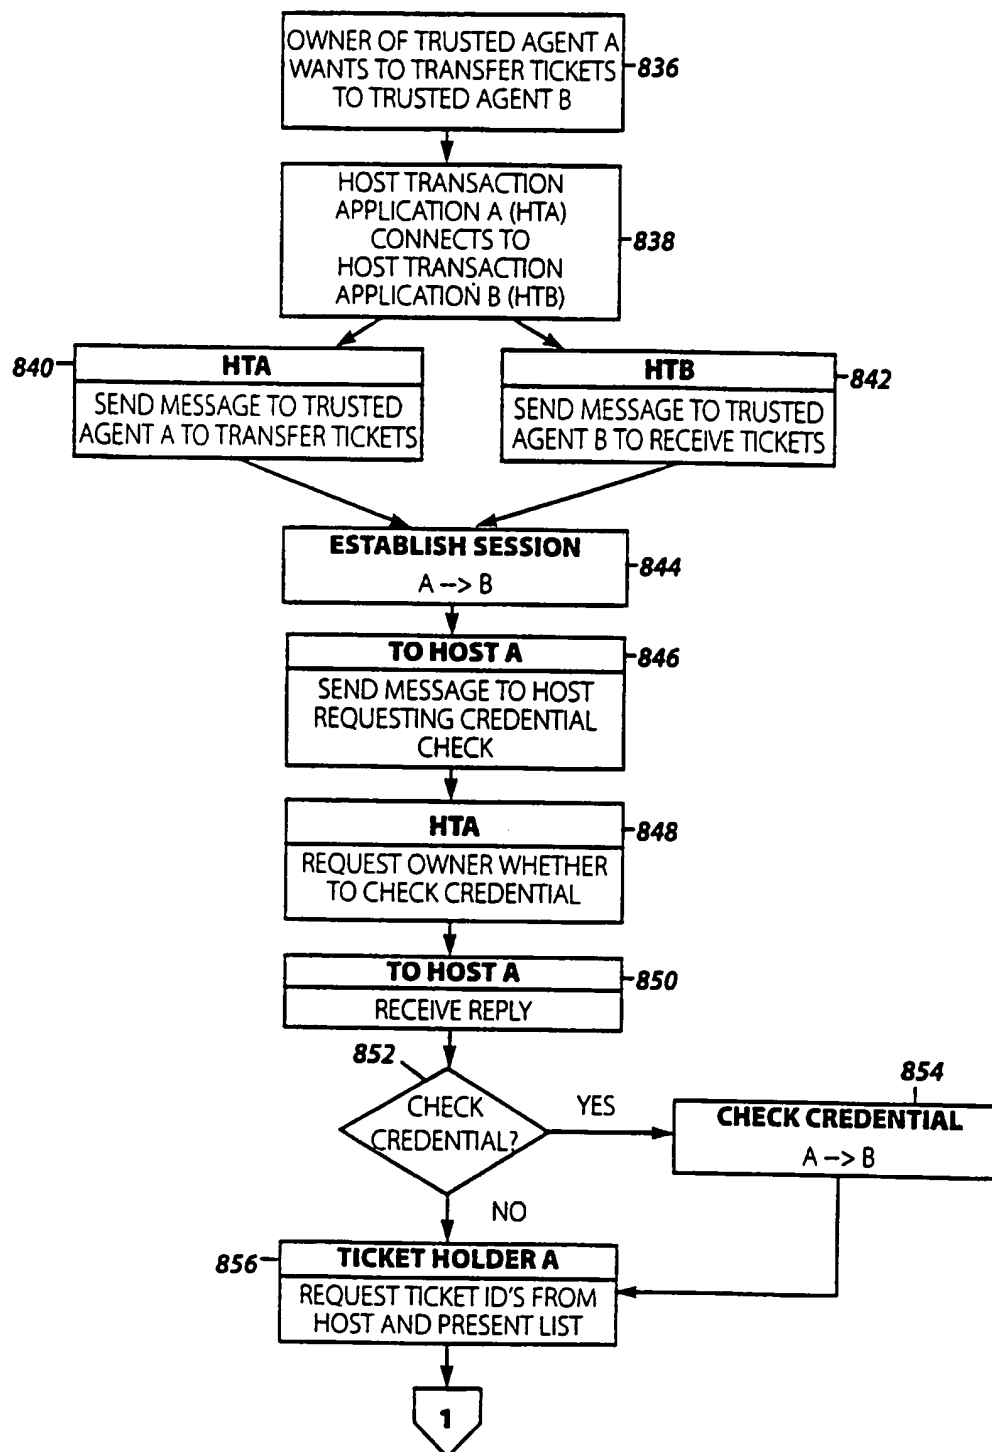 OWNER OF TRUSTED AGENT A
WANTS TO TRANSFER TICKETS
TO TRUSTED AGENT B
836
HOST TRANSACTION
APPLICATION A (HTA)
CONNECTS TO
HOST TRANSACTION
APPLICATION B (HTB)
838
840
HTA
SEND MESSAGE TO TRUSTED
AGENT A TO TRANSFER TICKETS
HTB
842
SEND MESSAGE TO TRUSTED
AGENT B TO RECEIVE TICKETS
ESTABLISH SESSION
A --> B
844
TO HOST A
846
SEND MESSAGE TO HOST
REQUESTING CREDENTIAL
CHECK
HTA
848
REQUEST OWNER WHETHER
TO CHECK CREDENTIAL
TO HOST A
850
RECEIVE REPLY
852
CHECK
CREDENTIAL?
YES
854
CHECK CREDENTIAL
A --> B
NO
856
TICKET HOLDER A
REQUEST TICKET ID'S FROM
HOST AND PRESENT LIST
1